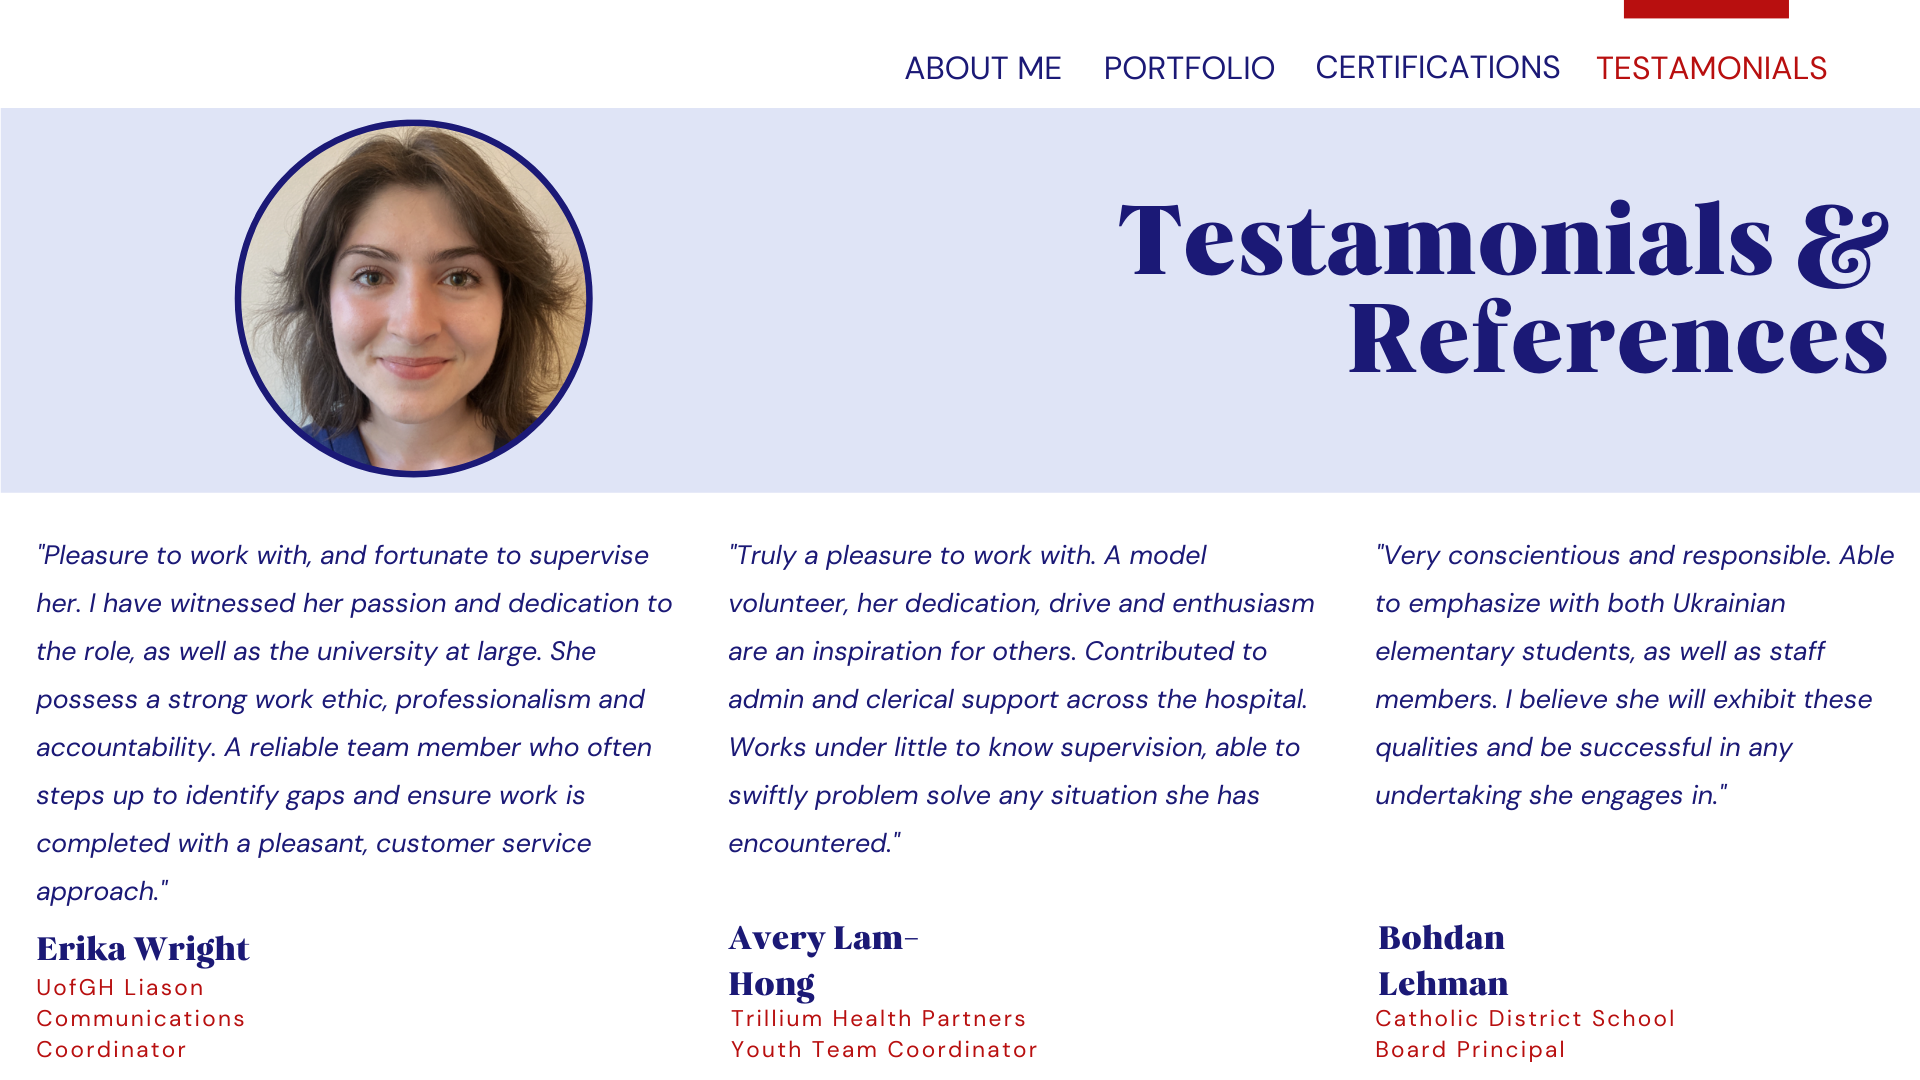 ABOUT ME PORTFOLIO CERTIFICATIONS TESTAMONIALS
Testamonials &
References
"Pleasure to work with, and fortunate to supervise
her. I have witnessed her passion and dedication to
the role, as well as the university at large. She
possess a strong work ethic, professionalism and
accountability. A reliable team member who often
steps up to identify gaps and ensure work is
completed with a pleasant, customer service
approach."
Erika Wright
UofGH Liason
Communications
Coordinator
"Truly a pleasure to work with. A model
volunteer, her dedication, drive and enthusiasm
are an inspiration for others. Contributed to
admin and clerical support across the hospital.
Works under little to know supervision, able to
swiftly problem solve any situation she has
encountered."
Avery Lam-
Hong
Trillium Health Partners
Youth Team Coordinator
"Very conscientious and responsible. Able
to emphasize with both Ukrainian
elementary students, as well as staff
members. I believe she will exhibit these
qualities and be successful in any
undertaking she engages in."
Bohdan
Lehman
Catholic District School
Board Principal